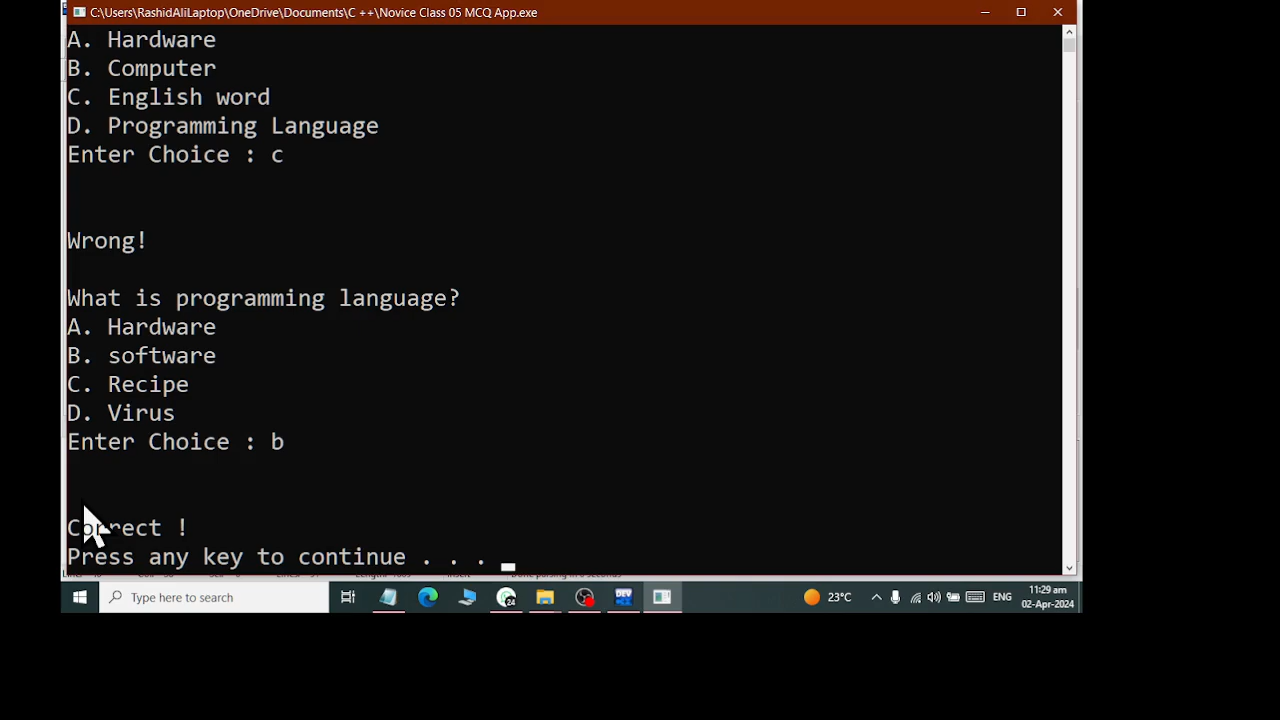 C:\Users\RashidAliLaptop\OneDrive\Documents\C ++\Novice Class 05 MCQ App.exe
A. Hardware
B. Computer
C. English word
D. Programming Language
Enter Choice : c
Wrong!
What is programming language?
A. Hardware
B. software
C. Recipe
D. Virus
Enter Choice : b
Correct !
Press any key to continue . . .
Type here to search
24
DEV
23°C
ENG
11:29 am
02-Apr-2024